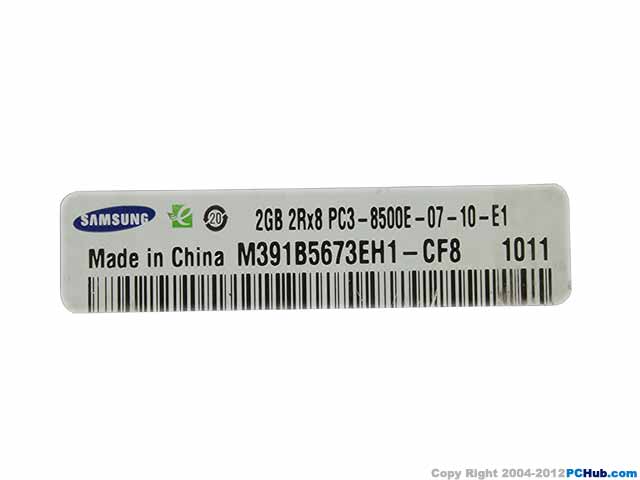 SAMSUNG e 20 2GB 2Rx8 PC3-8500E-07-10-E1
Made in China M391B5673EH1-CF8 1011
Copy Right 2004-2012PCHub.com